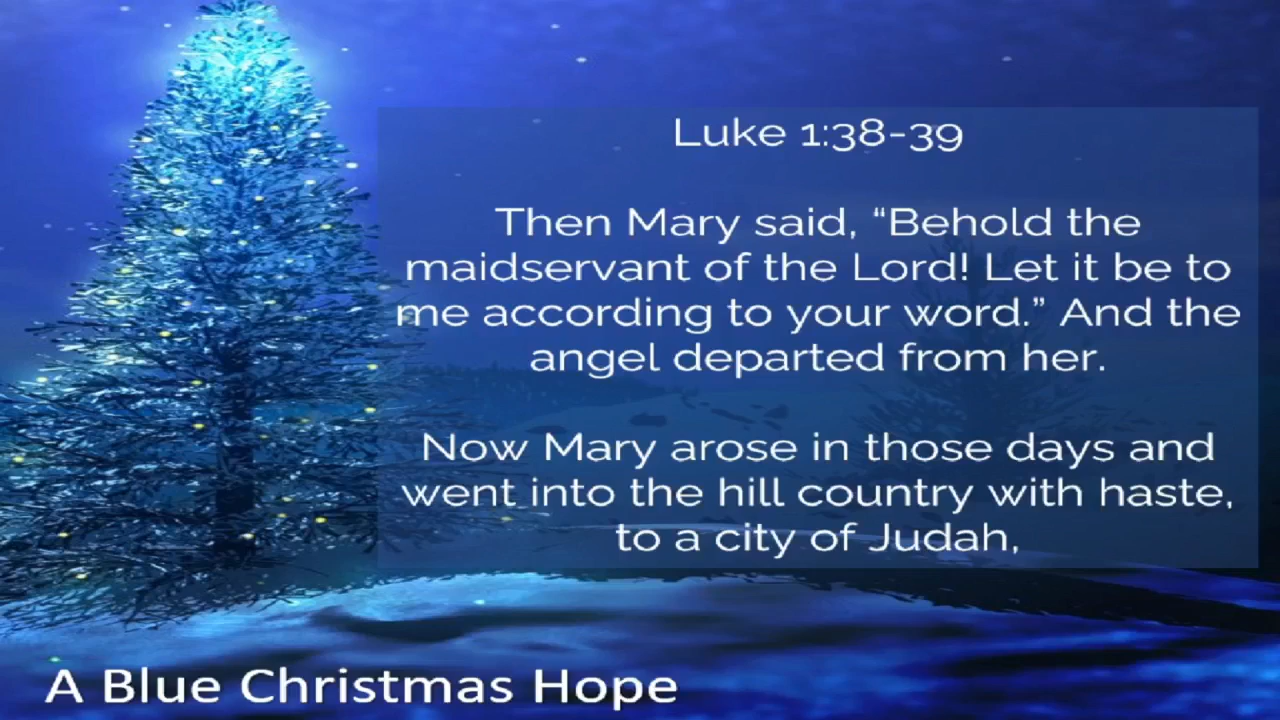 Luke 1:38-39
Then Mary said, “Behold the
maidservant of the Lord! Let it be to
me according to your word.” And the
angel departed from her.
Now Mary arose in those days and
went into the hill country with haste,
to a city of Judah,
A Blue Christmas Hope